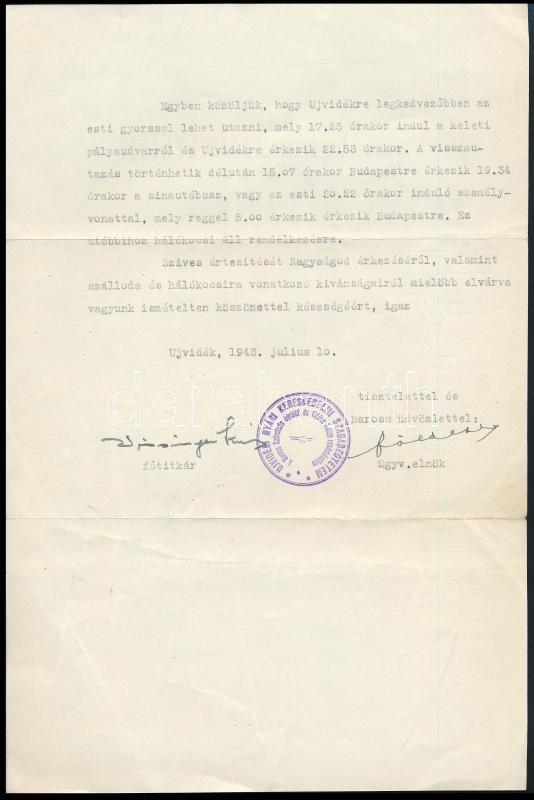 Egyben közöljük, hogy Ujvidékre legkedvezőbben az
esti gyorssal lehet utazni, mely 17.25 órakor indul a keleti
pályaudvarról és Ujvidékre érkezik 22.53 órakor. A visszau-
tazás történhetik délután 15.07 órakor Budapestre érkezik 19.34
órakor a sinautóbusz, vagy az esti 20.22 órakor induló személy-
vonattal, mely reggel 5.00 érkezik érkezik Budapestre. Ez
utóbbihoz hálókocsi áll rendelkezésre.
Szives értesitését Nagyságod érkezéséről, valamint
szálloda és hálókocsira vonatkozó kivánságairól mielőbb elvárva
vagyunk ismételten köszönettel készségéért, igaz
Ujvidék, 1943. julius 10.
tisztelettel és
Baross üdvözlettel:
UJVIDÉKI NYÁRI KERESKEDELMI SZABADEGYETEM
főtitkár
ügyv.elnök